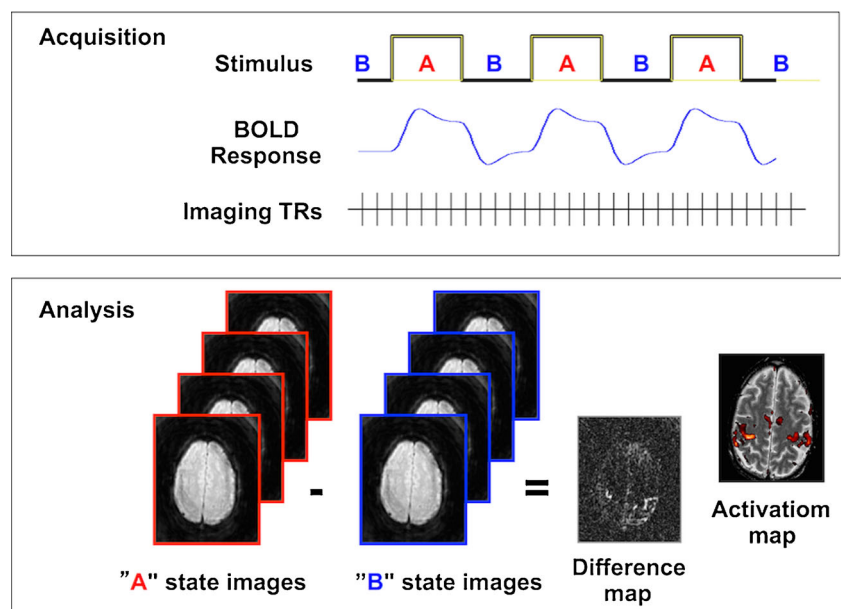 Acquisition
Stimulus
B A B A B A B
BOLD
Response
Imaging TRs
Analysis
-
=
Activatiom
map
”A" state images
”B" state images
Difference
map